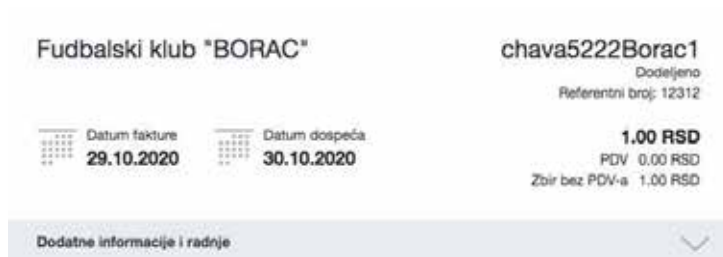 Fudbalski klub "BORAC"
chava5222Borac1
Dodeljeno
Referentni broj: 12312
Datum fakture
29.10.2020
Datum dospeća
30.10.2020
1.00 RSD
PDV 0.00 RSD
Zbir bez PDV-a 1.00 RSD
Dodatne informacije i radnje